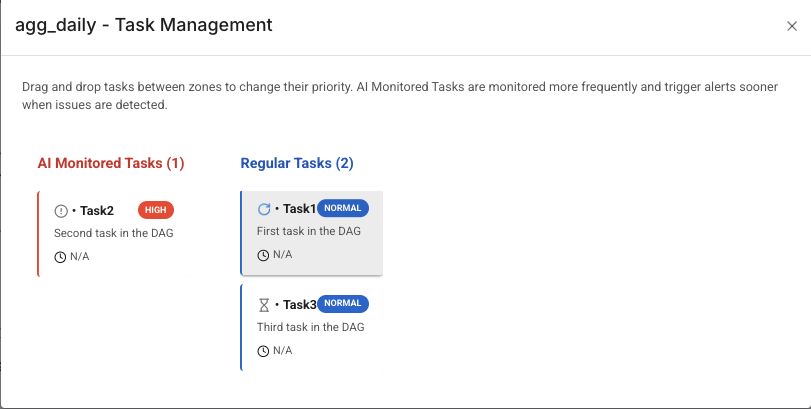 agg_daily - Task Management
Drag and drop tasks between zones to change their priority. AI Monitored Tasks are monitored more frequently and trigger alerts sooner
when issues are detected.
AI Monitored Tasks (1)
• Task2 HIGH
Second task in the DAG
N/A
Regular Tasks (2)
• Task1 NORMAL
First task in the DAG
N/A
• Task3 NORMAL
Third task in the DAG
N/A